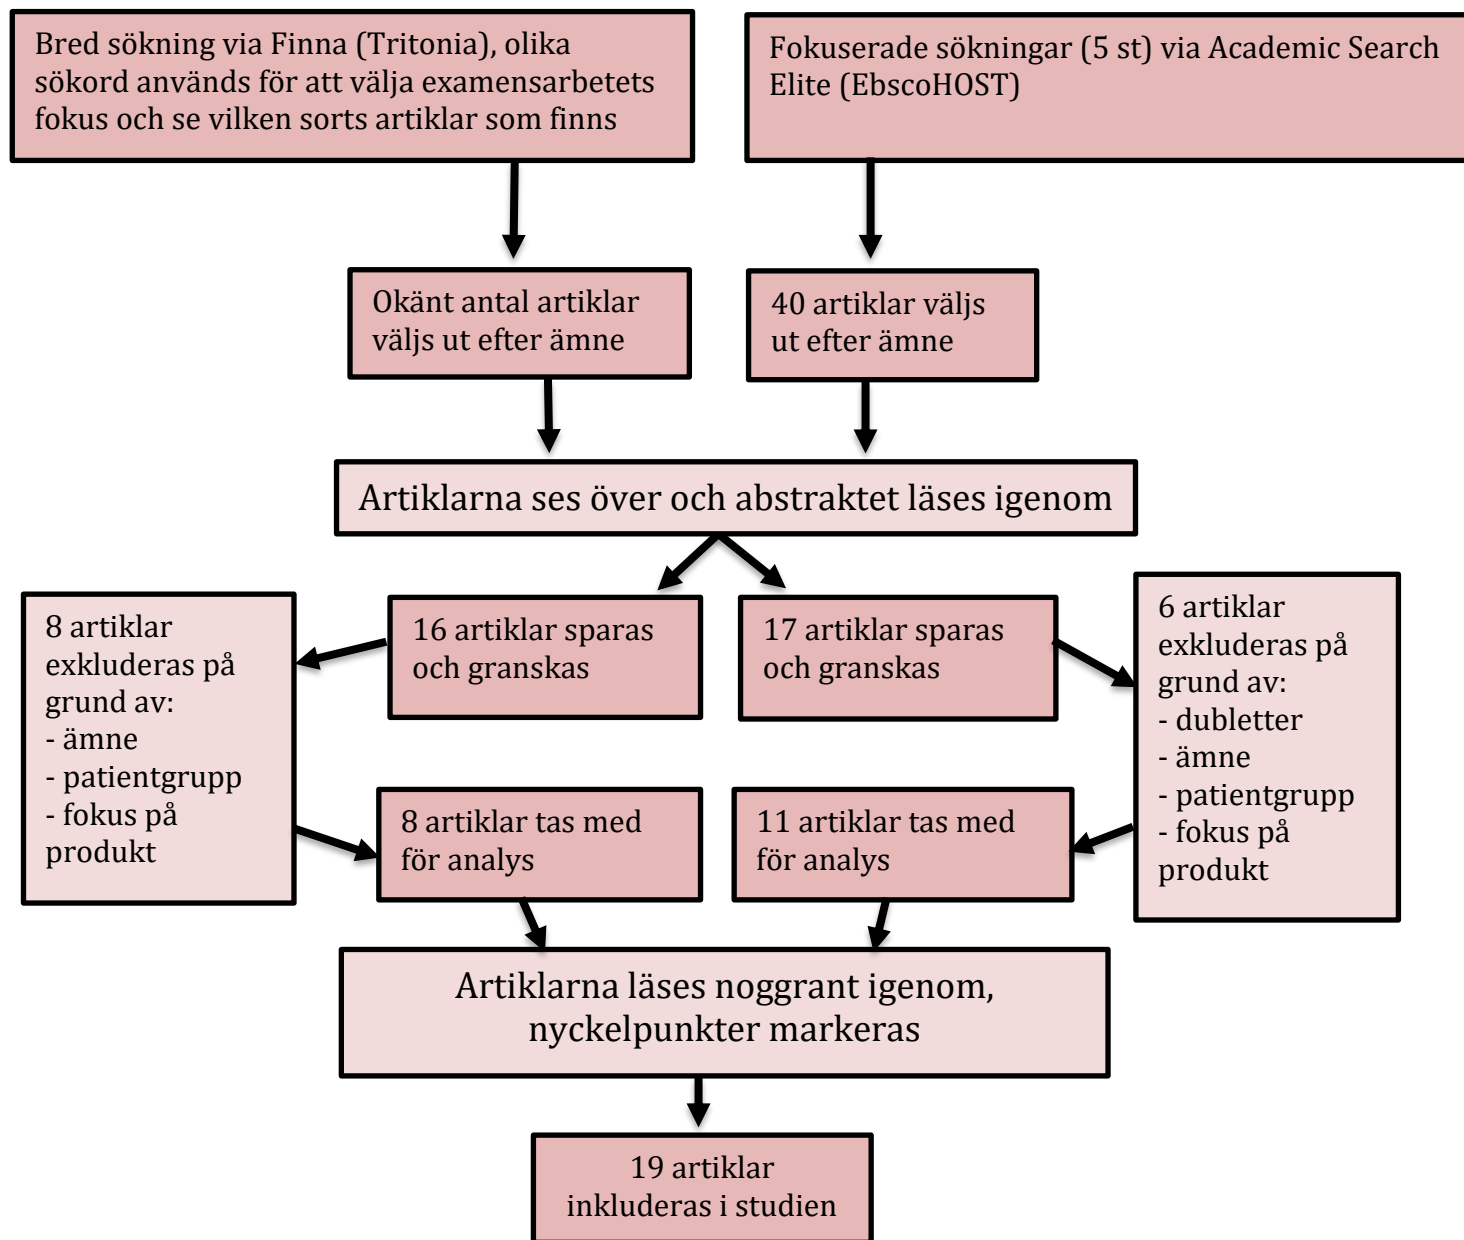 Bred sökning via Finna (Tritonia), olika
sökord används för att välja examensarbetets
fokus och se vilken sorts artiklar som finns
Fokuserade sökningar (5 st) via Academic Search
Elite (EbscoHOST)
Okänt antal artiklar
väljs ut efter ämne
40 artiklar väljs
ut efter ämne
Artiklarna ses över och abstraktet läses igenom
8 artiklar
exkluderas på
grund av:
- ämne
- patientgrupp
- fokus på
produkt
16 artiklar sparas
och granskas
17 artiklar sparas
och granskas
6 artiklar
exkluderas på
grund av:
- dubletter
- ämne
- patientgrupp
- fokus på
produkt
8 artiklar tas med
för analys
11 artiklar tas med
för analys
Artiklarna läses noggrant igenom,
nyckelpunkter markeras
19 artiklar
inkluderas i studien